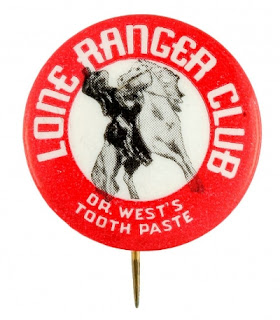 LONE RANGER CLUB
DR. WEST'S
TOOTH PASTE